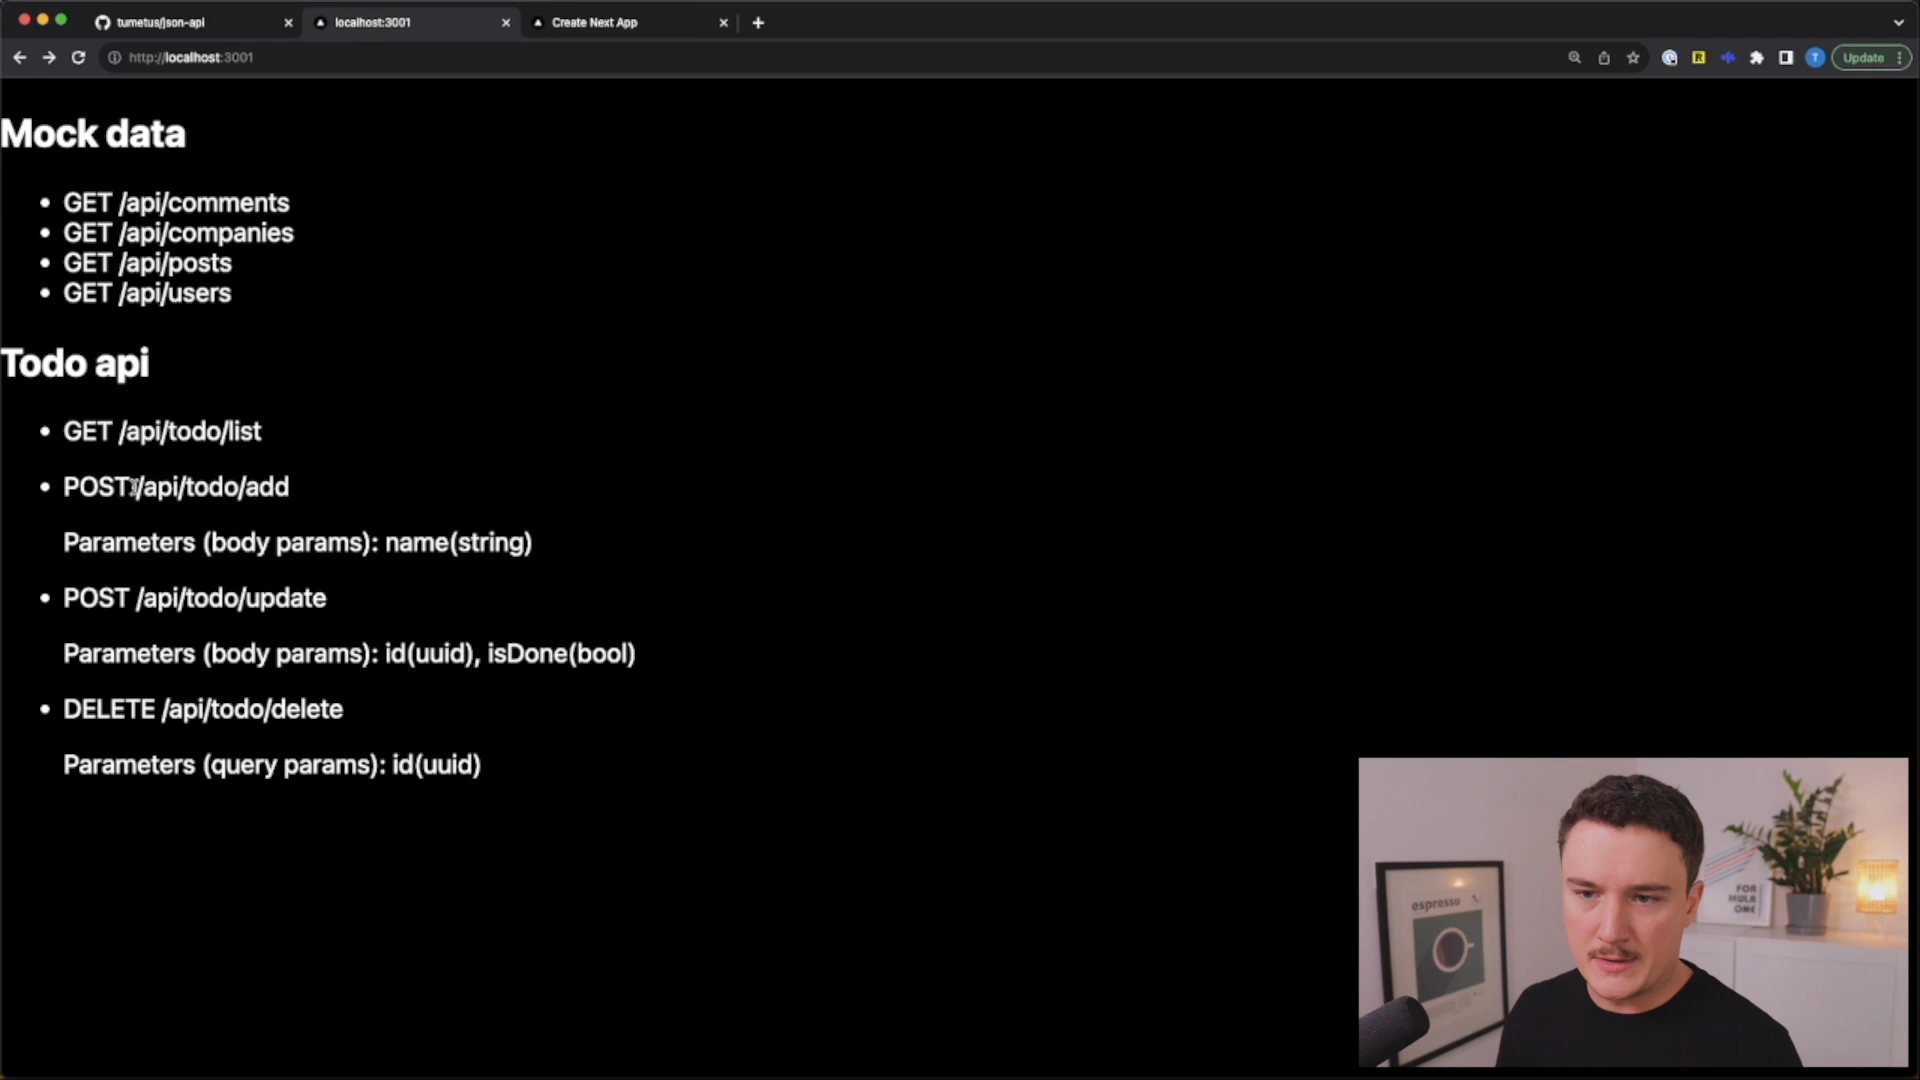 tumetus/json-api
localhost:3001
Create Next App
http://localhost:3001
R
T
Update
Mock data
GET /api/comments
GET /api/companies
GET /api/posts
GET /api/users
Todo api
GET /api/todo/list
POST /api/todo/add
Parameters (body params): name(string)
POST /api/todo/update
Parameters (body params): id(uuid), isDone(bool)
DELETE /api/todo/delete
Parameters (query params): id(uuid)
espresso
FOR
MULA
ONE